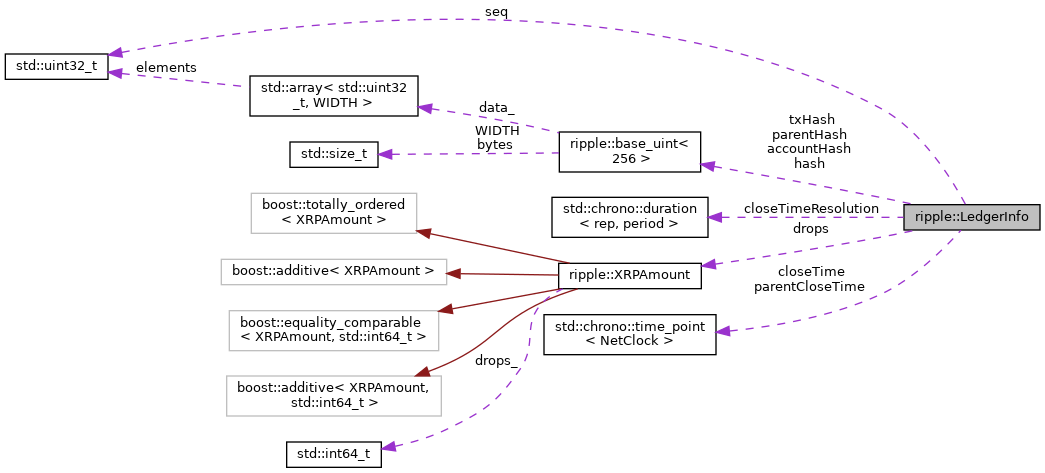 seq
std::uint32_t
elements
std::array< std::uint32
_t, WIDTH >
data_
WIDTH
bytes
std::size_t
ripple::base_uint<
256 >
txHash
parentHash
accountHash
hash
boost::totally_ordered
< XRPAmount >
std::chrono::duration
< rep, period >
closeTimeResolution
ripple::LedgerInfo
drops
boost::additive< XRPAmount >
ripple::XRPAmount
closeTime
parentCloseTime
boost::equality_comparable
< XRPAmount, std::int64_t >
std::chrono::time_point
< NetClock >
drops_
boost::additive< XRPAmount,
std::int64_t >
std::int64_t